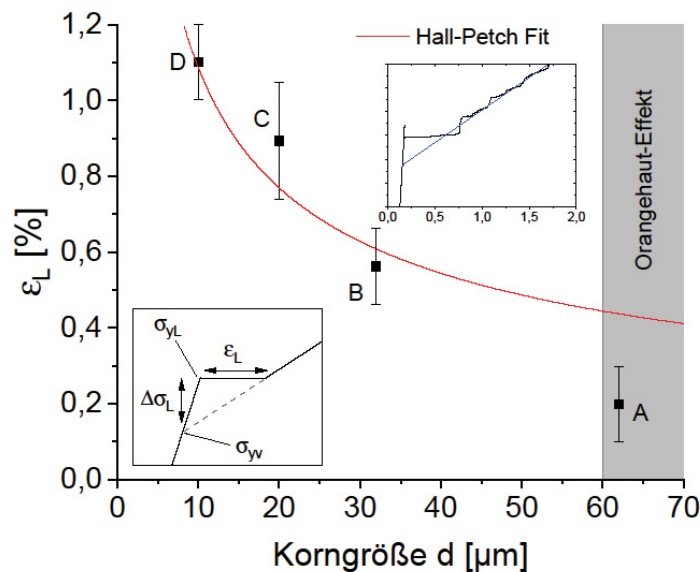 1,2
1,0
0,8
0,6
0,4
0,2
0,0
ε_L [%]
Hall-Petch Fit
D
C
B
A
0,0 0,5 1,0 1,5 2,0
Orangehaut-Effekt
σ_yL
ε_L
Δσ_L
σ_yv
0 10 20 30 40 50 60 70
Korngröße d [µm]